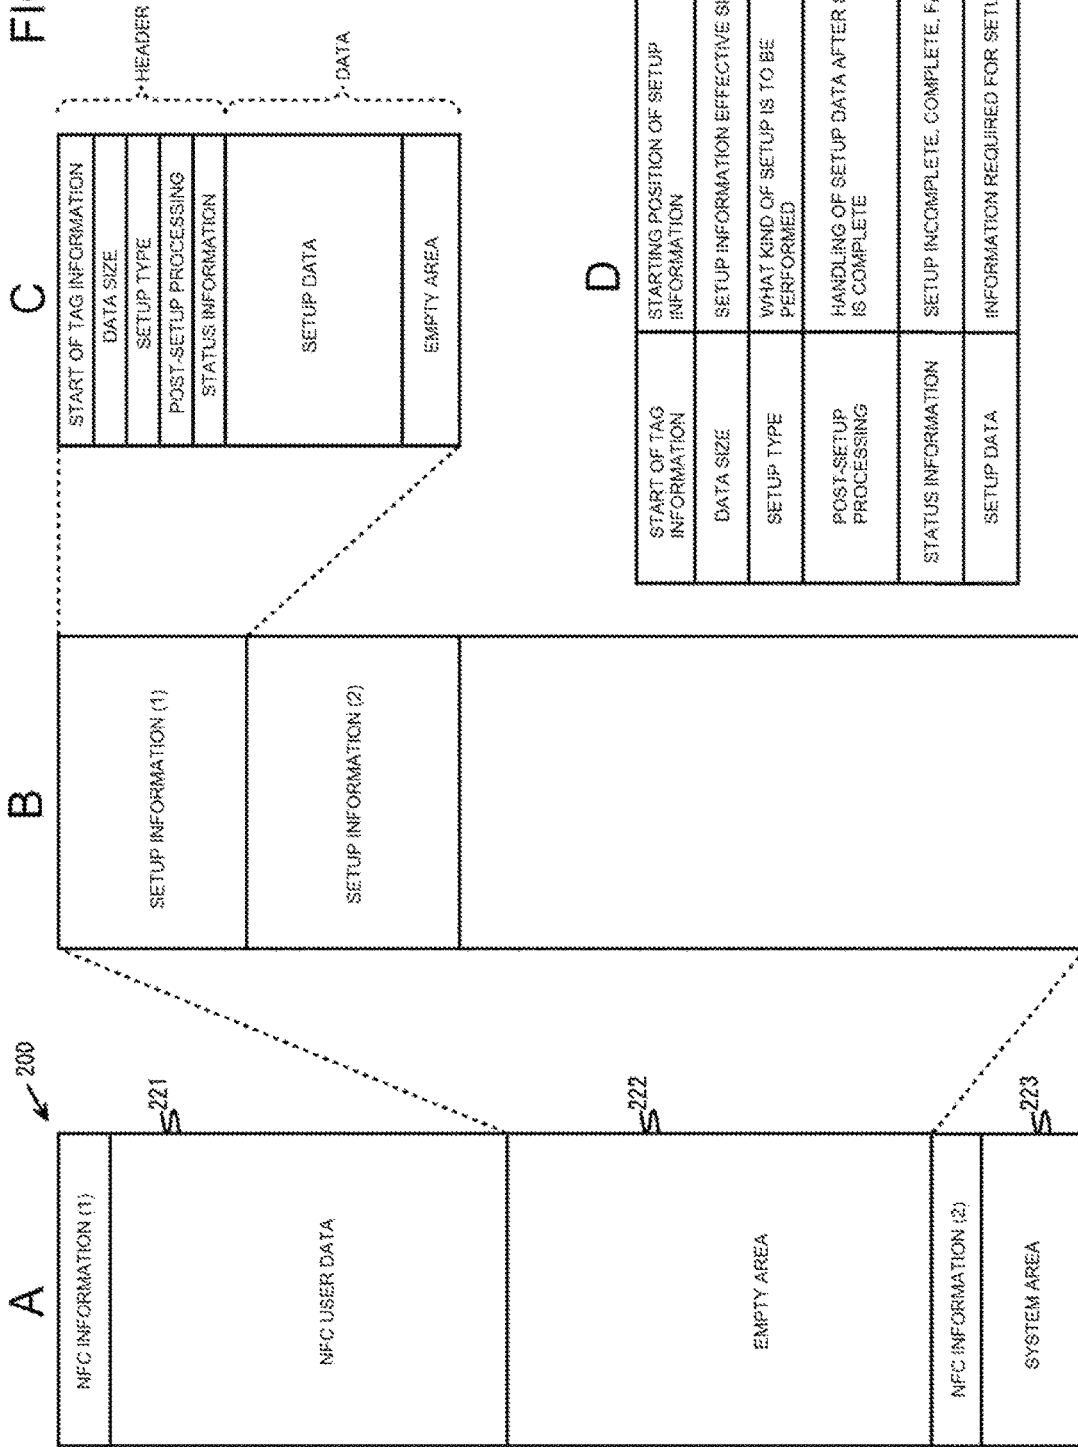 FIG
A
200
NFC INFORMATION (1)
221
NFC USER DATA
222
EMPTY AREA
NFC INFORMATION (2)
223
SYSTEM AREA
B
SETUP INFORMATION (1)
SETUP INFORMATION (2)
C
START OF TAG INFORMATION
DATA SIZE
SETUP TYPE
POST-SETUP PROCESSING
STATUS INFORMATION
SETUP DATA
EMPTY AREA
HEADER
DATA
D
START OF TAG
INFORMATION
STARTING POSITION OF SETUP
INFORMATION
DATA SIZE
SETUP INFORMATION EFFECTIVE
SETUP TYPE
WHAT KIND OF SETUP IS TO BE
PERFORMED
POST-SETUP
PROCESSING
HANDLING OF SETUP DATA AFTER
IS COMPLETE
STATUS INFORMATION
SETUP INCOMPLETE, COMPLETE,
SETUP DATA
INFORMATION REQUIRED FOR